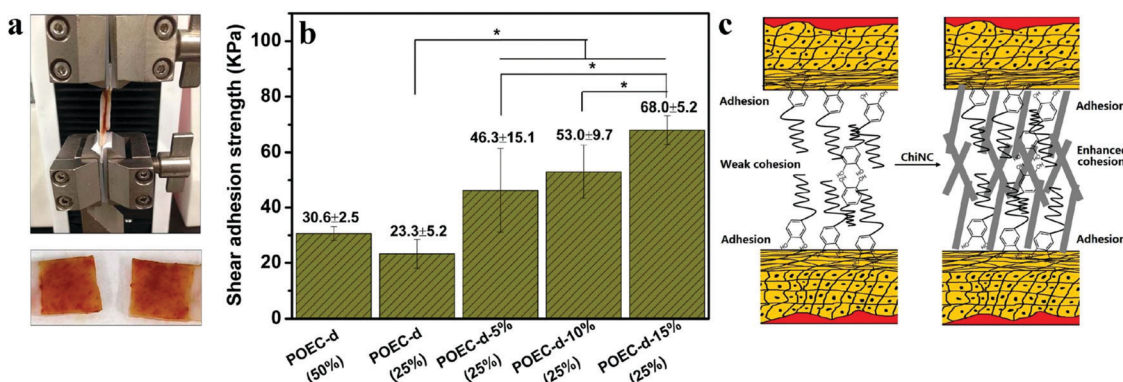 a
b
Shear adhesion strength (KPa)
100
80
60
40
20
0
*
*
*
30.6±2.5
23.3±5.2
46.3±15.1
53.0±9.7
68.0±5.2
POEC-d
(50%)
POEC-d
(25%)
POEC-d-5%
(25%)
POEC-d-10%
(25%)
POEC-d-15%
(25%)
c
Adhesion
Weak cohesion
Adhesion
ChiNC
Adhesion
Enhanced
cohesion
Adhesion